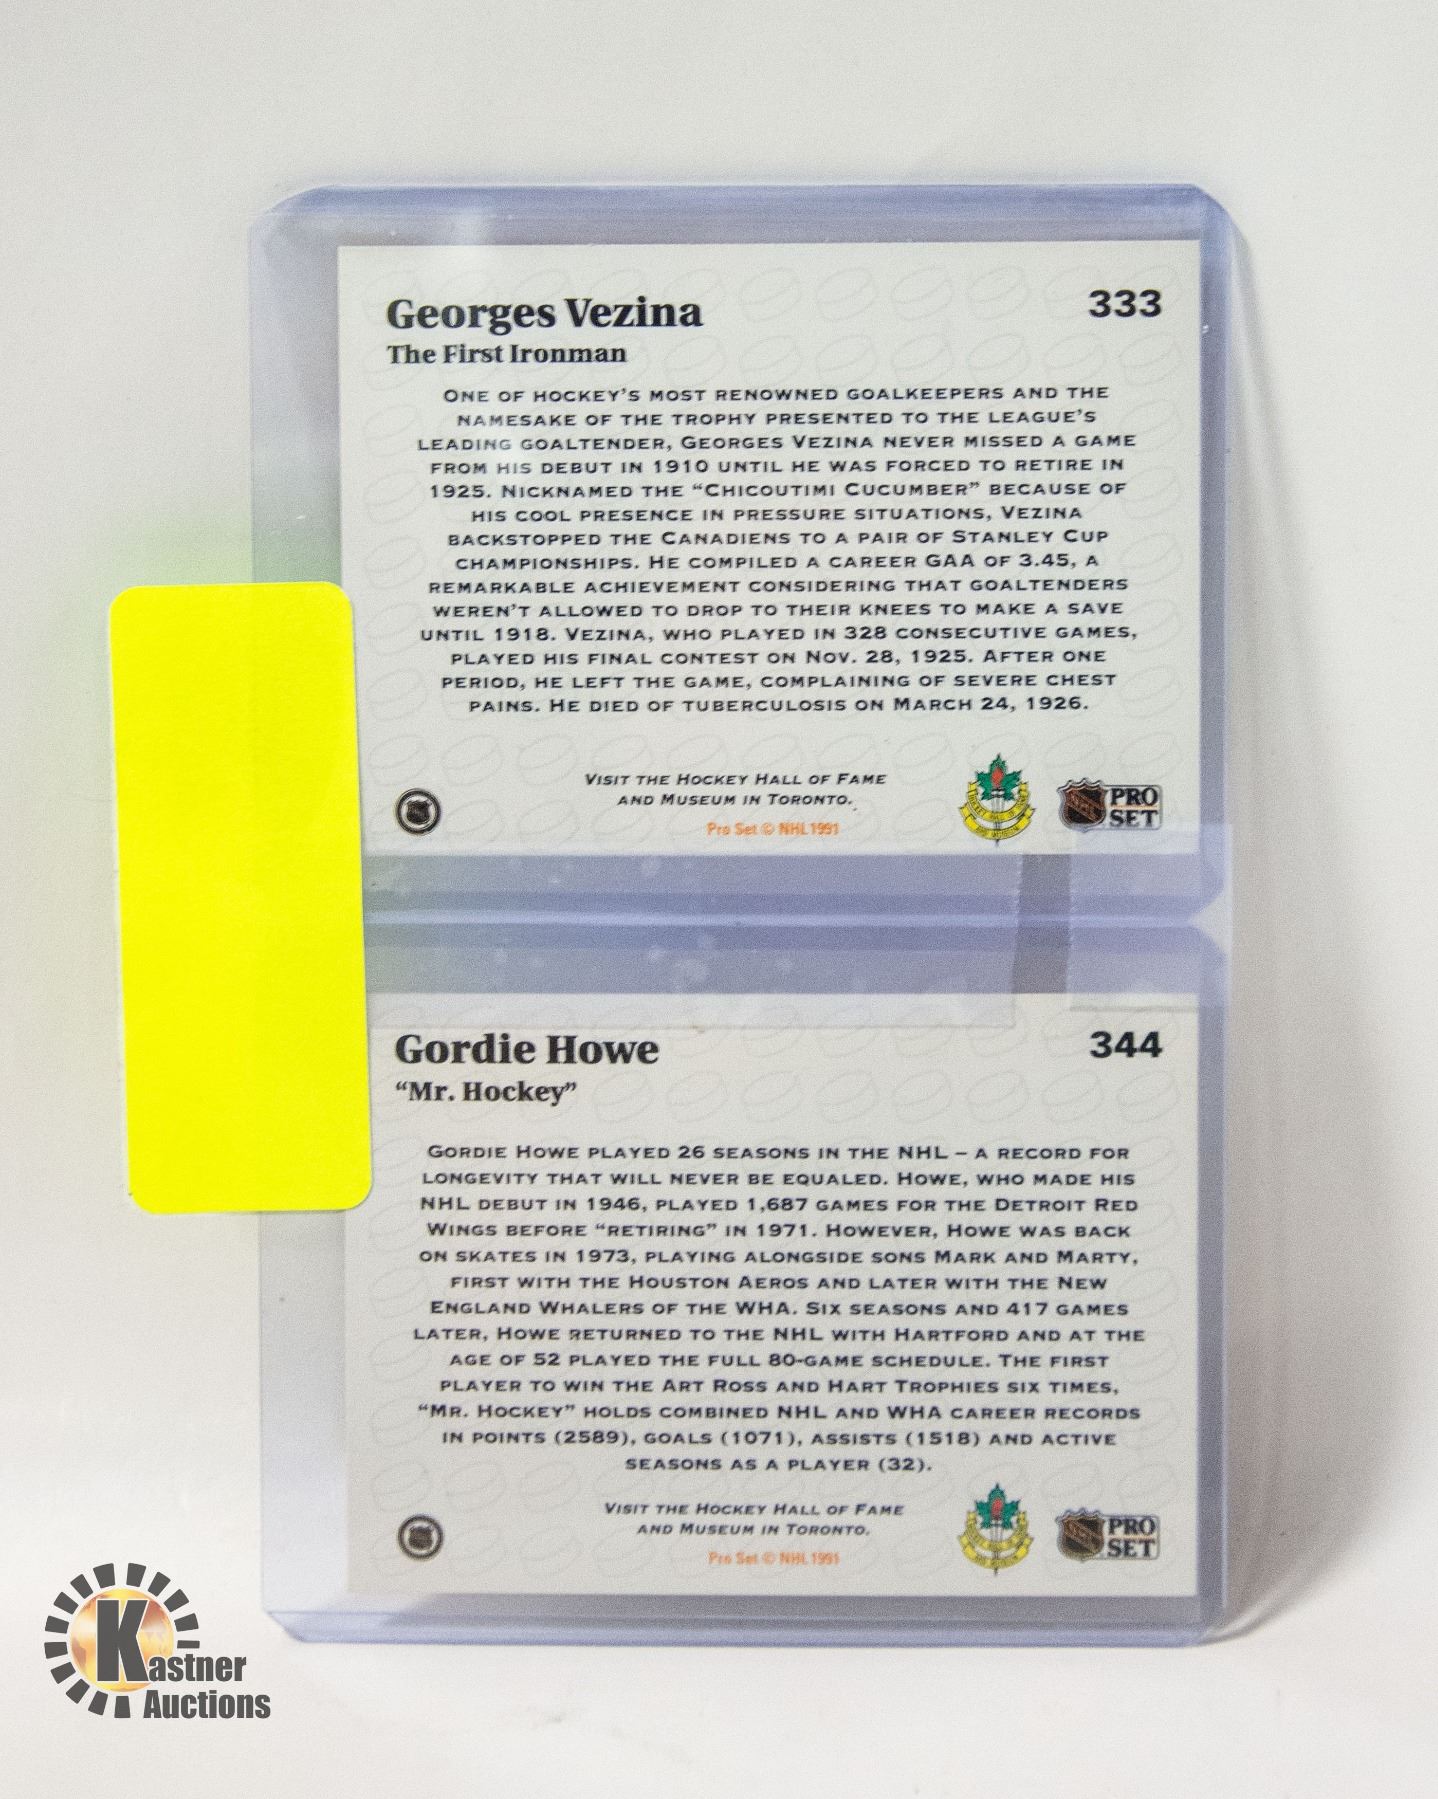 Georges Vezina
333
The First Ironman
ONE OF HOCKEY'S MOST RENOWNED GOALKEEPERS AND THE
NAMESAKE OF THE TROPHY PRESENTED TO THE LEAGUE'S
LEADING GOALTENDER, GEORGES VEZINA NEVER MISSED A GAME
FROM HIS DEBUT IN 1910 UNTIL HE WAS FORCED TO RETIRE IN
1925. NICKNAMED THE “CHICOUTIMI CUCUMBER” BECAUSE OF
HIS COOL PRESENCE IN PRESSURE SITUATIONS, VEZINA
BACKSTOPPED THE CANADIENS TO A PAIR OF STANLEY CUP
CHAMPIONSHIPS. HE COMPILED A CAREER GAA OF 3.45, A
REMARKABLE ACHIEVEMENT CONSIDERING THAT GOALTENDERS
WEREN'T ALLOWED TO DROP TO THEIR KNEES TO MAKE A SAVE
UNTIL 1918. VEZINA, WHO PLAYED IN 328 CONSECUTIVE GAMES,
PLAYED HIS FINAL CONTEST ON NOV. 28, 1925. AFTER ONE
PERIOD, HE LEFT THE GAME, COMPLAINING OF SEVERE CHEST
PAINS. HE DIED OF TUBERCULOSIS ON MARCH 24, 1926.
VISIT THE HOCKEY HALL OF FAME
AND MUSEUM IN TORONTO.
Pro Set © NHL 1991
NHL PRO
SET
Gordie Howe
344
“Mr. Hockey”
GORDIE HOWE PLAYED 26 SEASONS IN THE NHL – A RECORD FOR
LONGEVITY THAT WILL NEVER BE EQUALED. HOWE, WHO MADE HIS
NHL DEBUT IN 1946, PLAYED 1,687 GAMES FOR THE DETROIT RED
WINGS BEFORE “RETIRING” IN 1971. HOWEVER, HOWE WAS BACK
ON SKATES IN 1973, PLAYING ALONGSIDE SONS MARK AND MARTY,
FIRST WITH THE HOUSTON AEROS AND LATER WITH THE NEW
ENGLAND WHALERS OF THE WHA. SIX SEASONS AND 417 GAMES
LATER, HOWE RETURNED TO THE NHL WITH HARTFORD AND AT THE
AGE OF 52 PLAYED THE FULL 80-GAME SCHEDULE. THE FIRST
PLAYER TO WIN THE ART ROSS AND HART TROPHIES SIX TIMES,
“MR. HOCKEY” HOLDS COMBINED NHL AND WHA CAREER RECORDS
IN POINTS (2589), GOALS (1071), ASSISTS (1518) AND ACTIVE
SEASONS AS A PLAYER (32).
VISIT THE HOCKEY HALL OF FAME
AND MUSEUM IN TORONTO.
Pro Set © NHL 1991
NHL PRO
SET
Kastner
Auctions